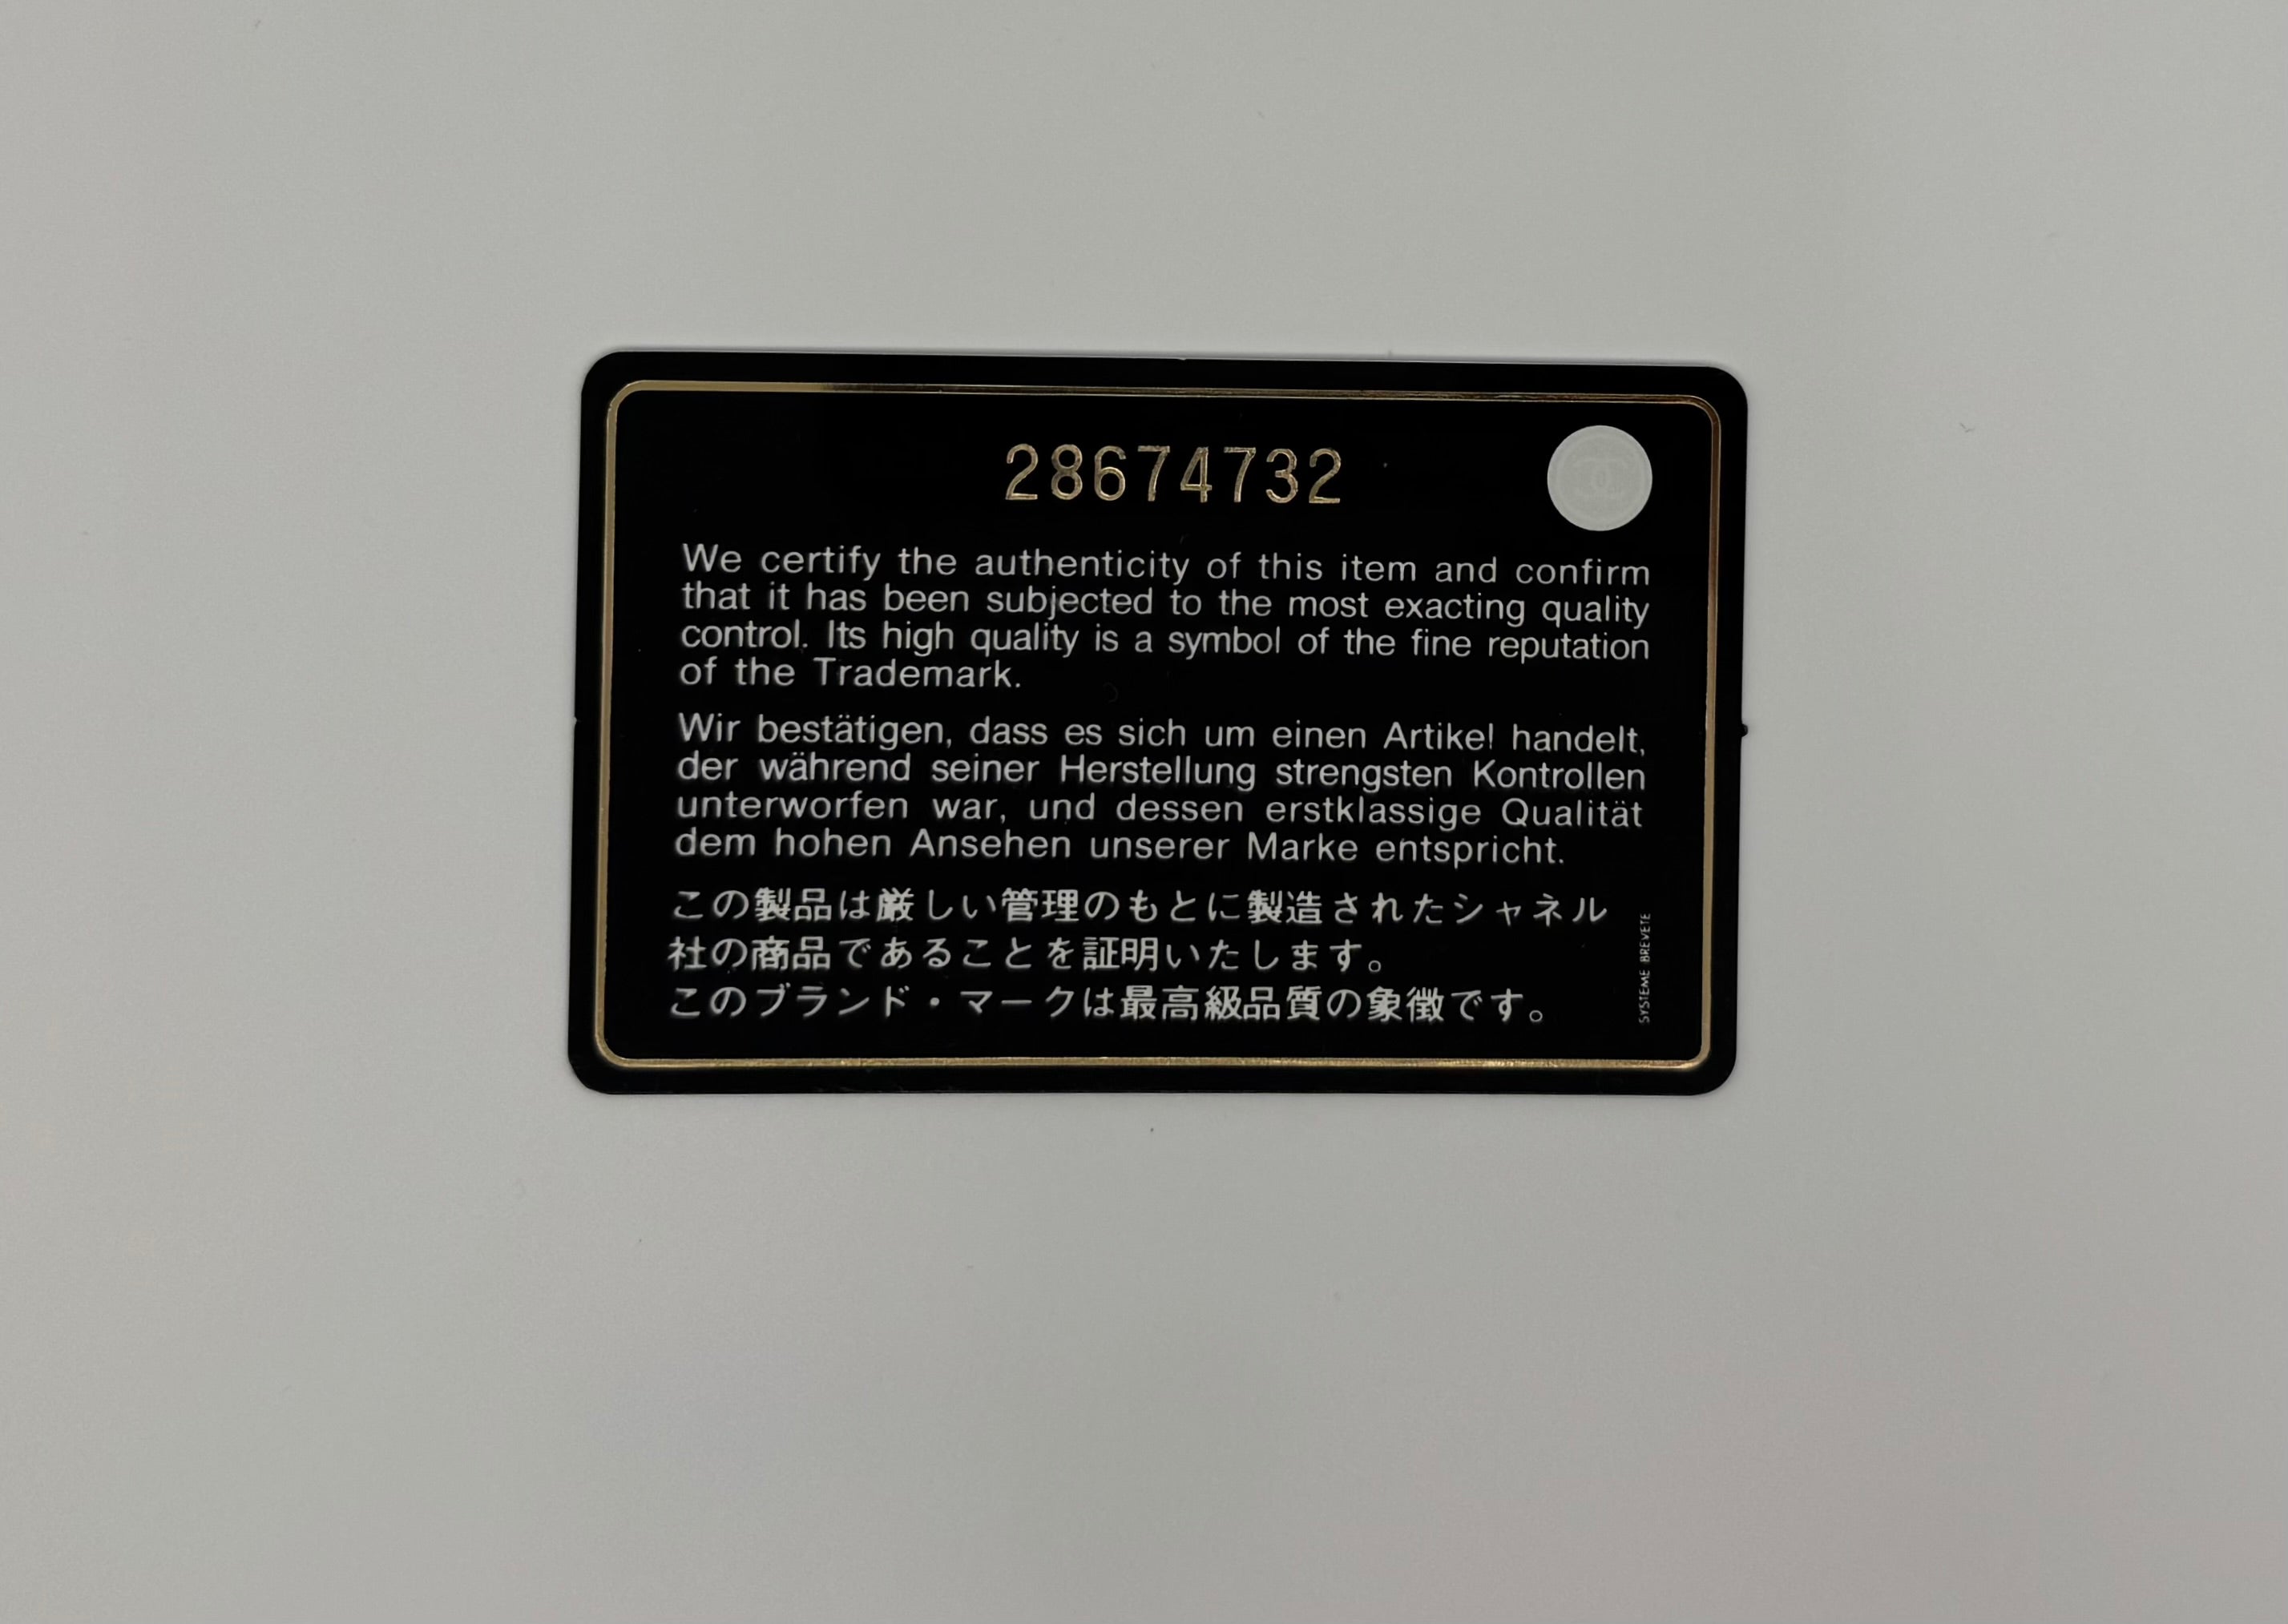 28674732
We certify the authenticity of this item and confirm
that it has been subjected to the most exacting quality
control. Its high quality is a symbol of the fine reputation
of the Trademark.
Wir bestätigen, dass es sich um einen Artikel handelt,
der während seiner Herstellung strengsten Kontrollen
unterworfen war, und dessen erstklassige Qualität
dem hohen Ansehen unserer Marke entspricht.
この製品は厳しい管理のもとに製造されたシャネル
社の商品であることを証明いたします。
このブランド・マークは最高級品質の象徴です。
SYSTEME BREVETE